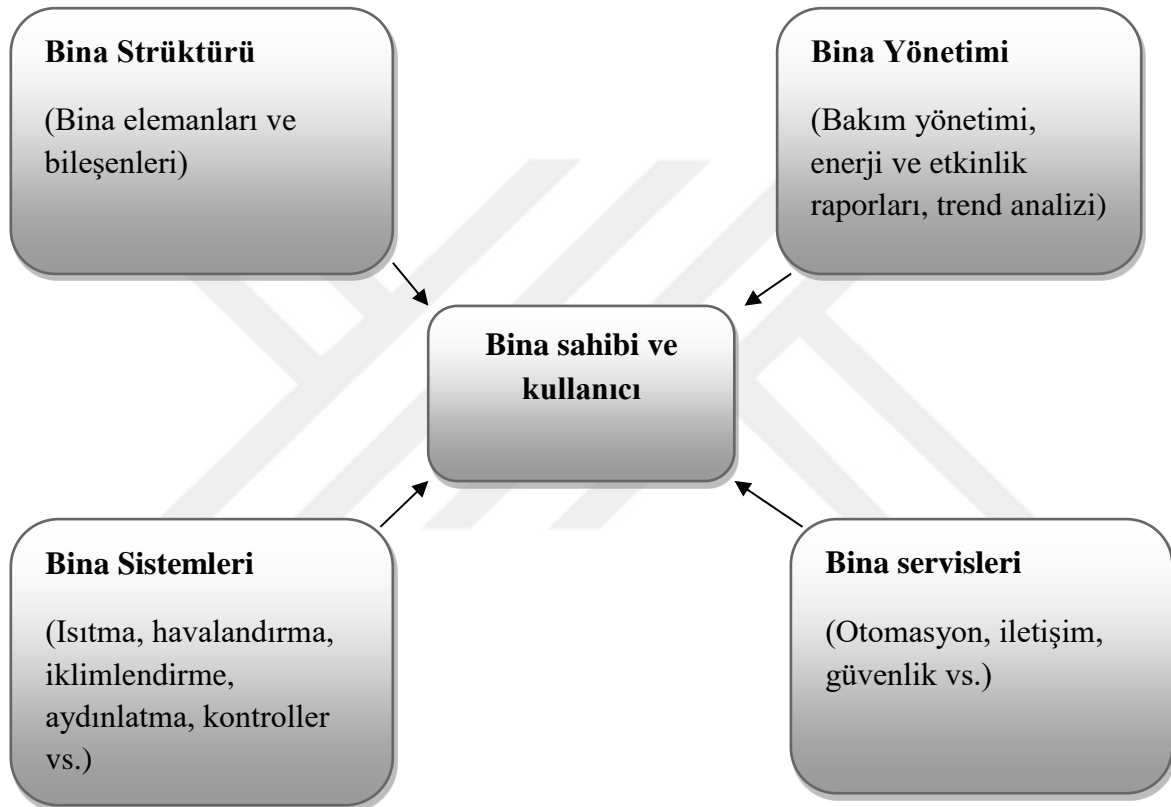 Bina Strüktürü
(Bina elemanları ve
bileşenleri)
Bina Yönetimi
(Bakım yönetimi,
enerji ve etkinlik
raporları, trend analizi)
Bina sahibi ve
kullanıcı
Bina Sistemleri
(Isıtma, havalandırma,
iklimlendirme,
aydınlatma, kontroller
vs.)
Bina servisleri
(Otomasyon, iletişim,
güvenlik vs.)